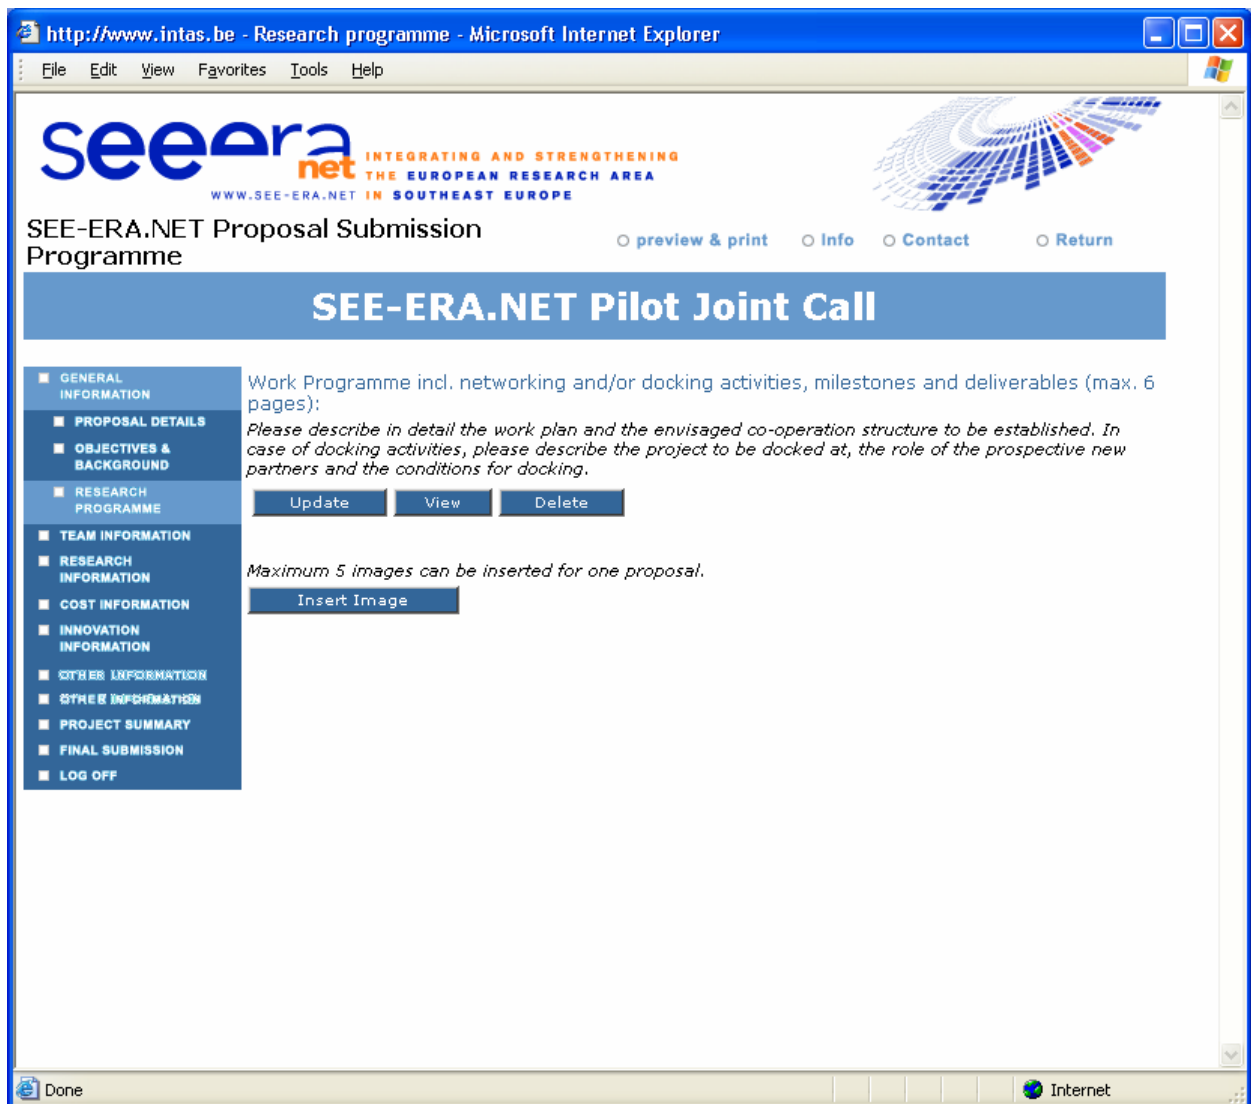 http://www.intas.be - Research programme - Microsoft Internet Explorer
File Edit View Favorites Tools Help
seeera
net
INTEGRATING AND STRENGTHENING
THE EUROPEAN RESEARCH AREA
WWW.SEE-ERA.NET IN SOUTHEAST EUROPE
SEE-ERA.NET Proposal Submission
Programme
preview & print Info Contact Return
SEE-ERA.NET Pilot Joint Call
GENERAL
INFORMATION
PROPOSAL DETAILS
OBJECTIVES &
BACKGROUND
RESEARCH
PROGRAMME
TEAM INFORMATION
RESEARCH
INFORMATION
COST INFORMATION
INNOVATION
INFORMATION
OTHER INFORMATION
OTHER INFORMATION
PROJECT SUMMARY
FINAL SUBMISSION
LOG OFF
Work Programme incl. networking and/or docking activities, milestones and deliverables (max. 6
pages):
Please describe in detail the work plan and the envisaged co-operation structure to be established. In
case of docking activities, please describe the project to be docked at, the role of the prospective new
partners and the conditions for docking.
Update View Delete
Maximum 5 images can be inserted for one proposal.
Insert Image
Done
Internet